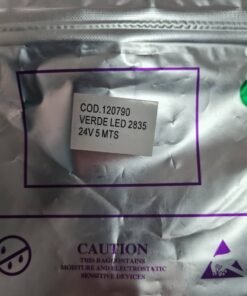 COD.120790
VERDE LED 2835
24V 5 MTS
CAUTION
THIS BAG CONTAINS
MOISTURE AND ELECTROSTATIC
SENSITIVE DEVICES